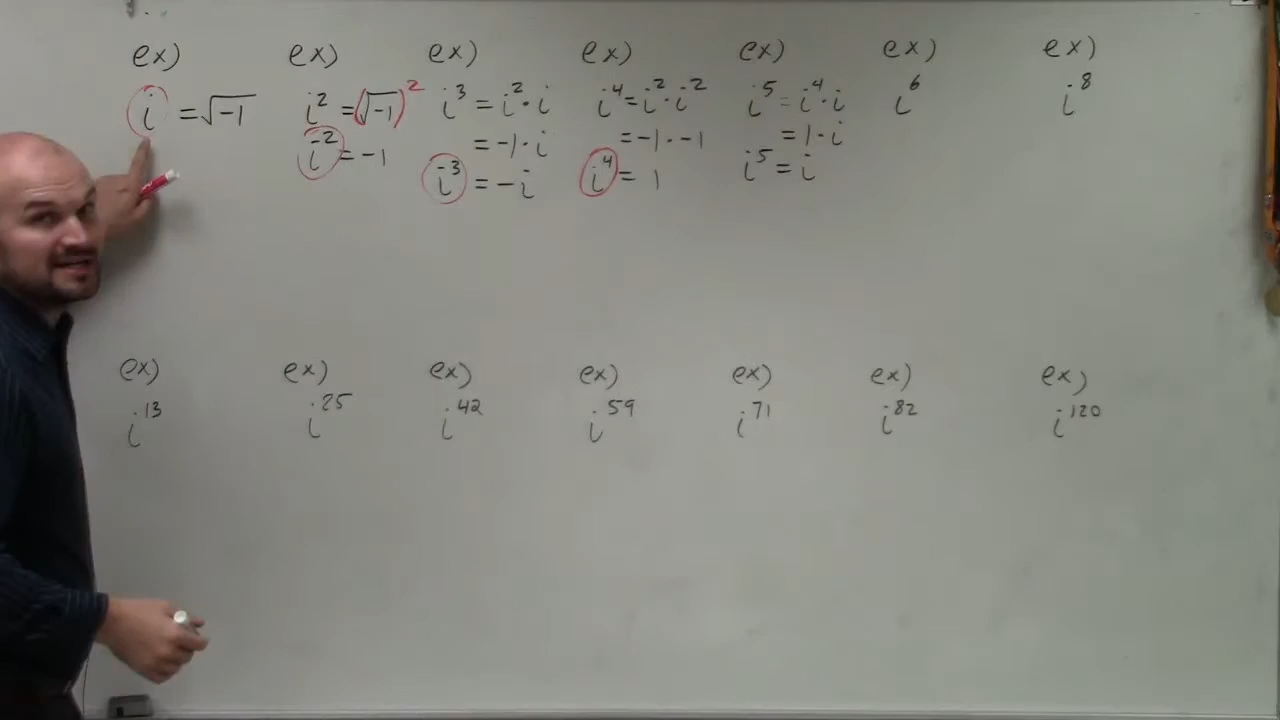 ex) ex) ex) ex) ex) ex) ex)
i = √-1 i² = (√-1)² i³ = i² · i i⁴ = i² · i² i⁵ = i⁴ · i i⁶ i⁸
i² = -1 = -1 · i = -1 · -1 = 1 · i
i³ = -i i⁴ = 1 i⁵ = i
ex) ex) ex) ex) ex) ex) ex)
i¹³ i²⁵ i⁴² i⁵⁹ i⁷¹ i⁸² i¹²⁰